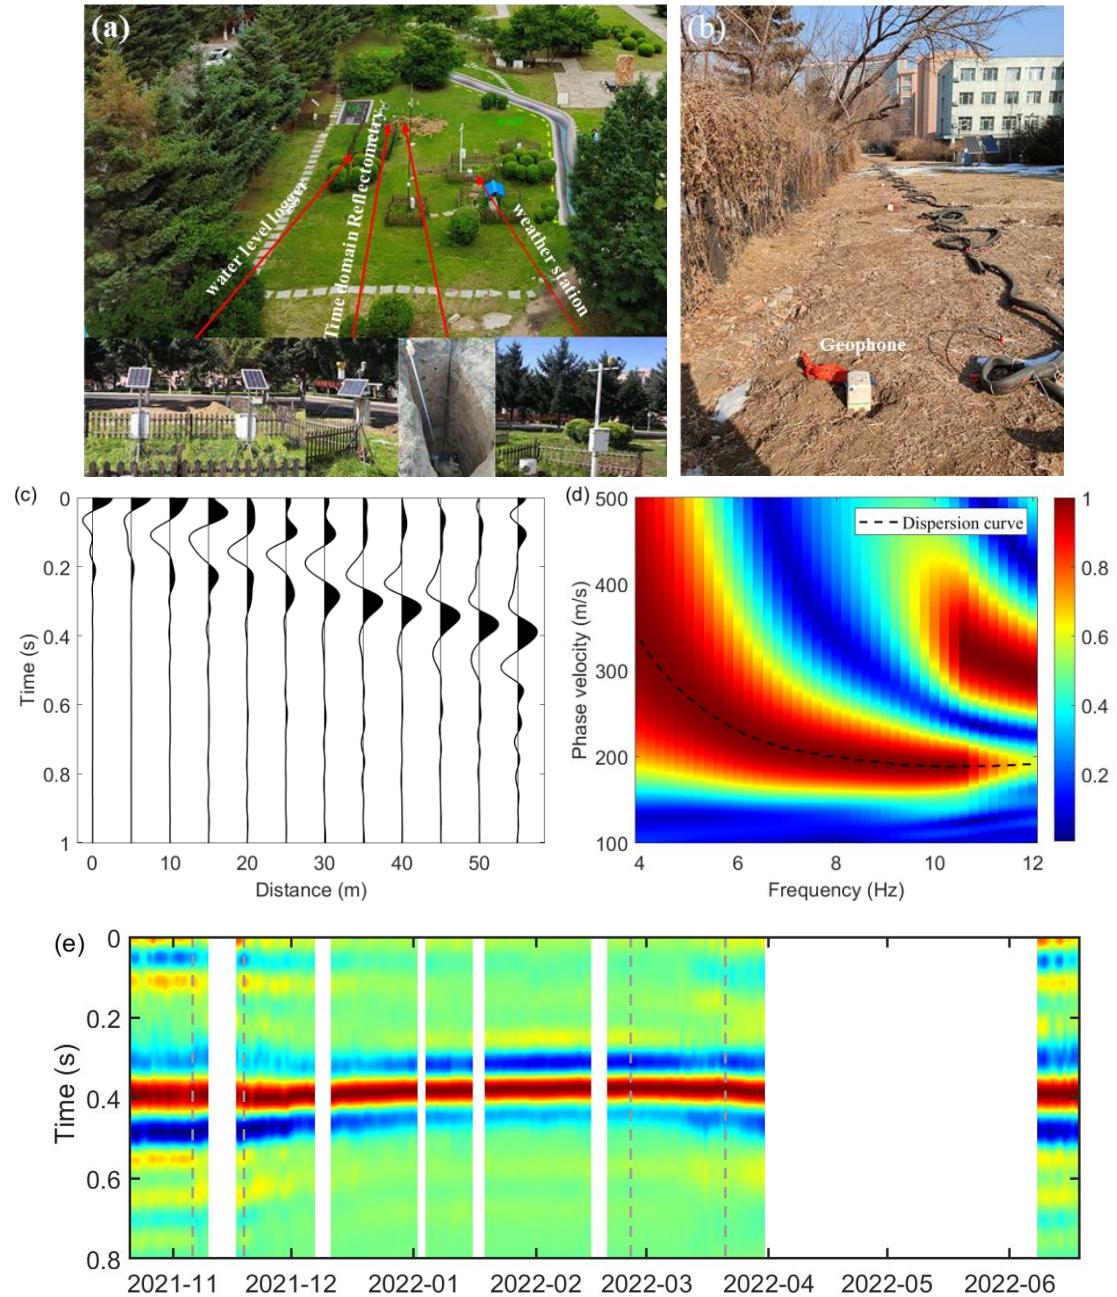 (a)
water level logger
Time domain Reflectometry
weather station
(b)
Geophone
(c)
0
0.2
0.4
0.6
0.8
1
Time (s)
0 10 20 30 40 50
Distance (m)
(d)
500
400
300
200
100
Phase velocity (m/s)
Dispersion curve
4 6 8 10 12
Frequency (Hz)
1
0.8
0.6
0.4
0.2
(e)
0
0.2
0.4
0.6
0.8
Time (s)
2021-11 2021-12 2022-01 2022-02 2022-03 2022-04 2022-05 2022-06